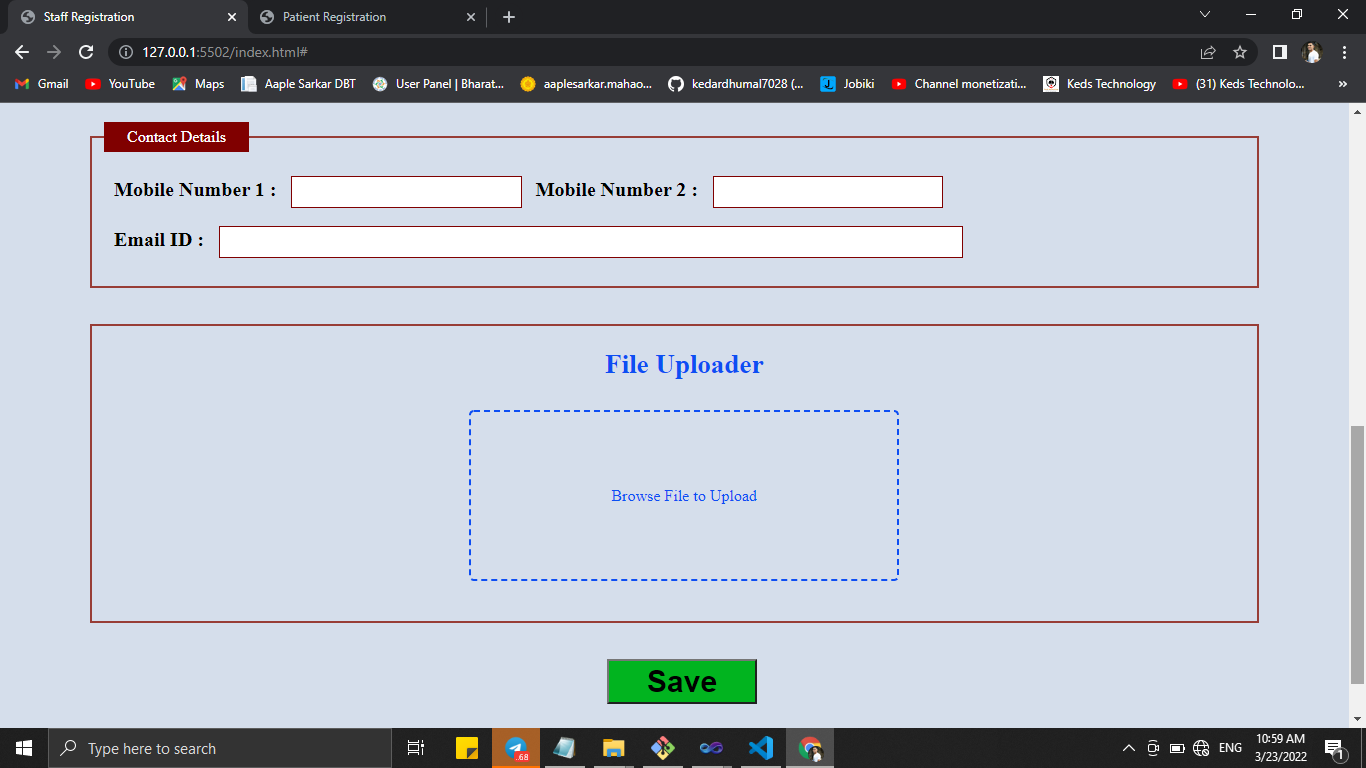 Staff Registration
Patient Registration
127.0.0.1:5502/index.html#
Gmail
YouTube
Maps
Aaple Sarkar DBT
User Panel | Bharat...
aaplesarkar.mahao...
kedardhumal7028 (...
Jobiki
Channel monetizati...
Keds Technology
(31) Keds Technolo...
»
Contact Details
Mobile Number 1 :
Mobile Number 2 :
Email ID :
File Uploader
Browse File to Upload
Save
Type here to search
.68
ENG
10:59 AM
3/23/2022
1